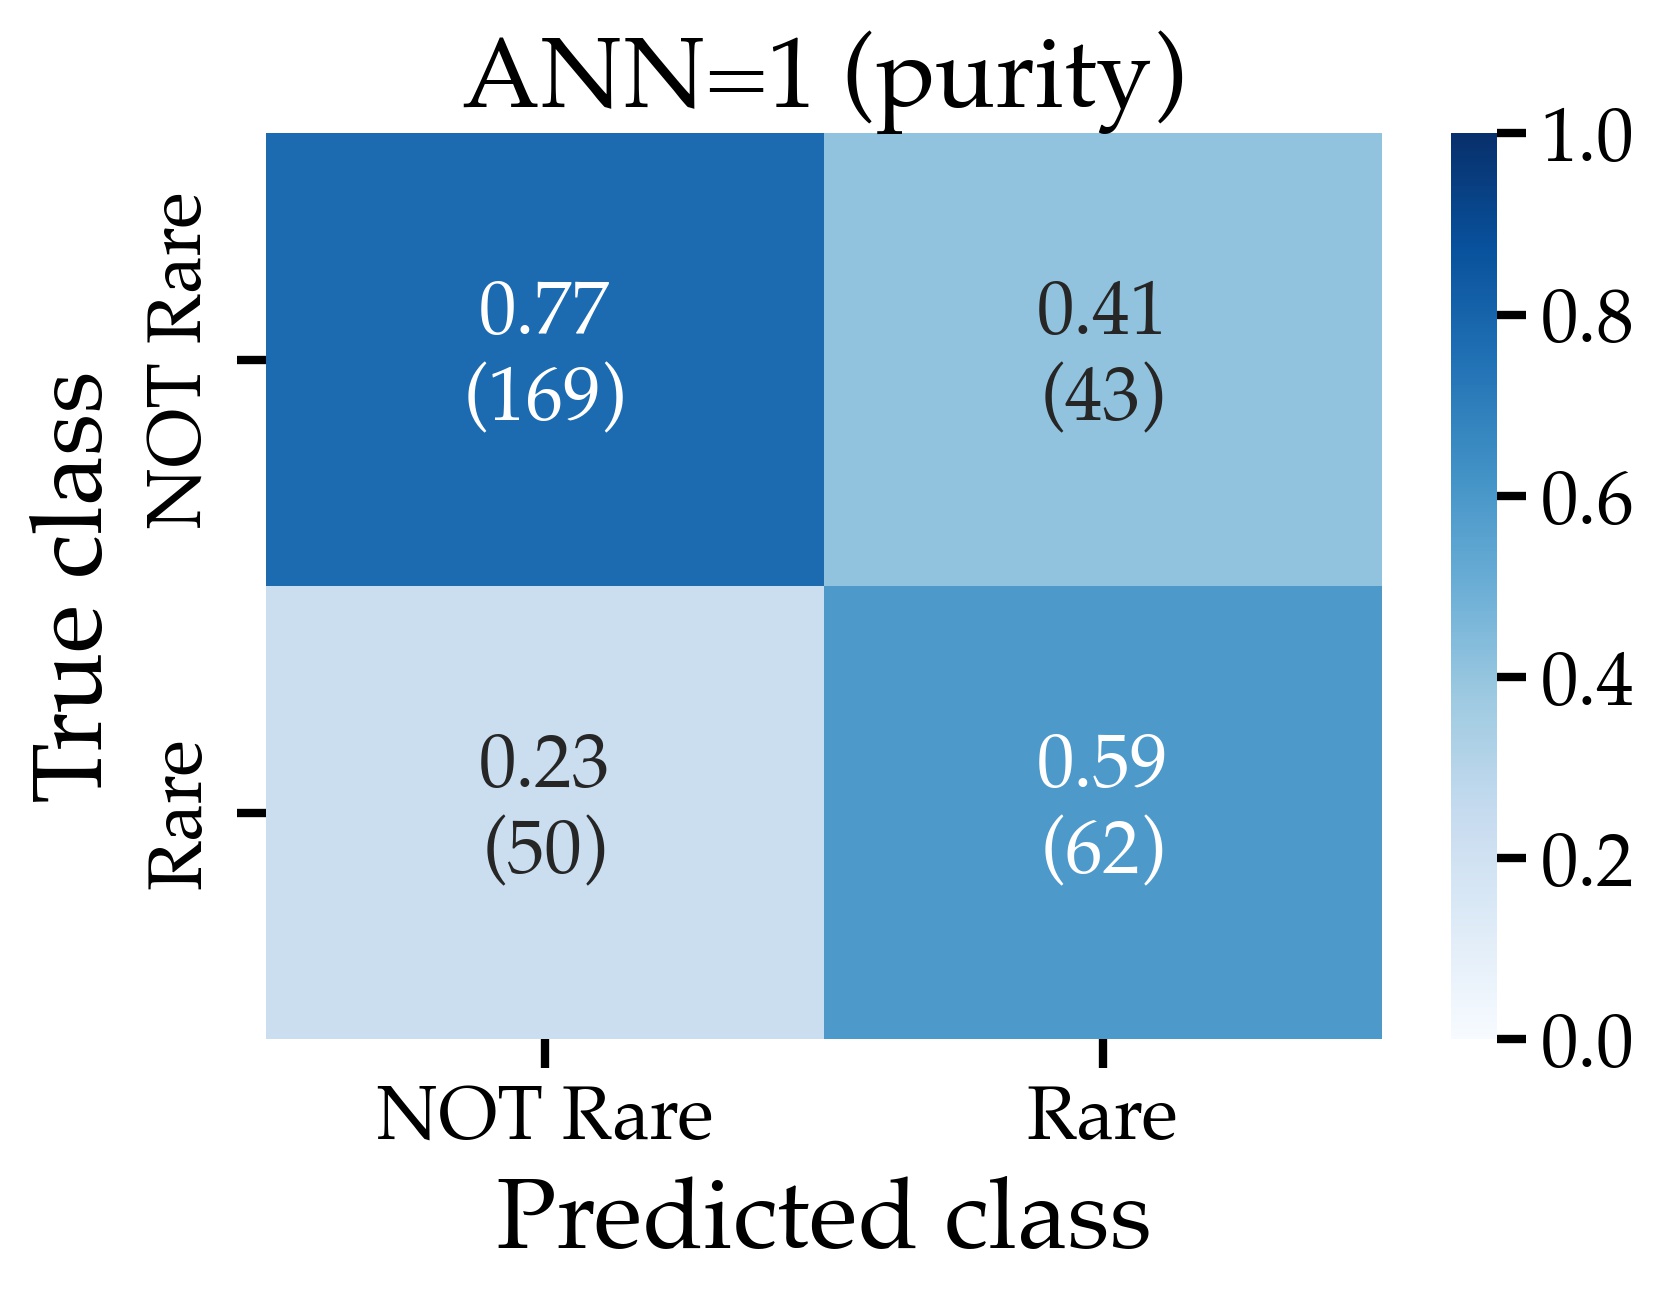 ANN=1 (purity)
True class
NOT Rare
Rare
0.77
(169)
0.41
(43)
0.23
(50)
0.59
(62)
NOT Rare
Rare
Predicted class
1.0
0.8
0.6
0.4
0.2
0.0